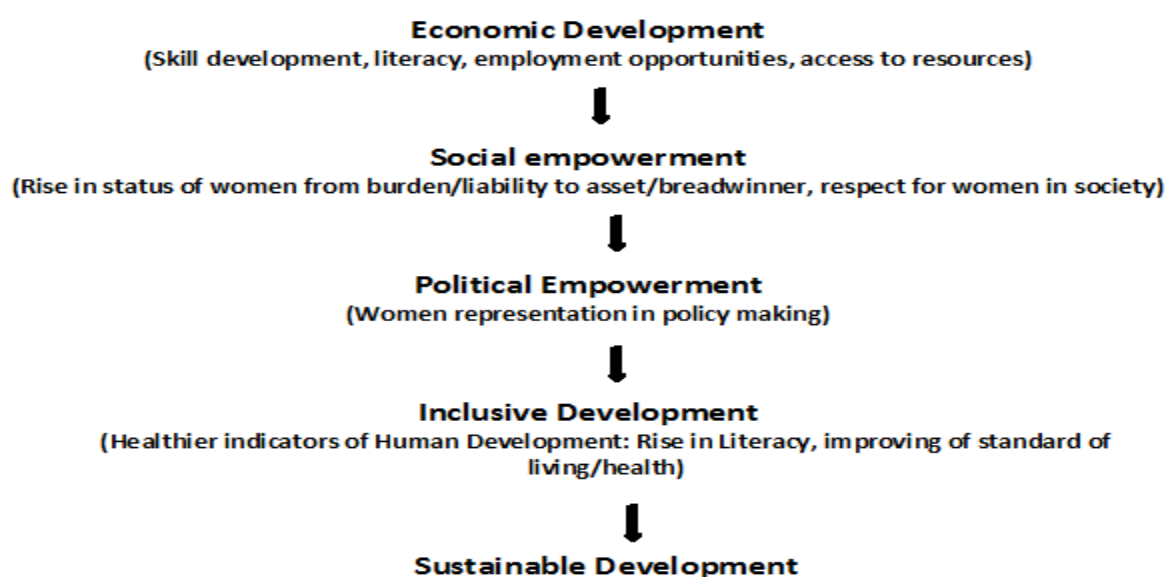 Economic Development
(Skill development, literacy, employment opportunities, access to resources)
Social empowerment
(Rise in status of women from burden/liability to asset/breadwinner, respect for women in society)
Political Empowerment
(Women representation in policy making)
Inclusive Development
(Healthier indicators of Human Development: Rise in Literacy, improving of standard of
living/health)
Sustainable Development